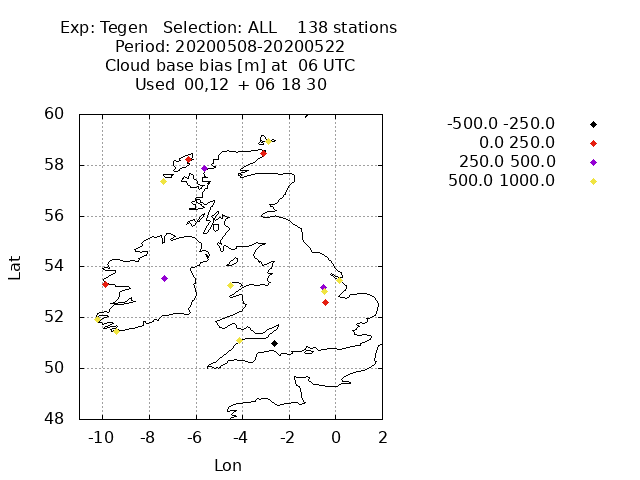 Exp: Tegen   Selection: ALL    138 stations
Period: 20200508-20200522
Cloud base bias [m] at  06 UTC
Used  00,12  + 06 18 30
-500.0 -250.0
0.0 250.0
250.0 500.0
500.0 1000.0
60
58
56
54
52
50
48
Lat
-10 -8 -6 -4 -2 0 2
Lon